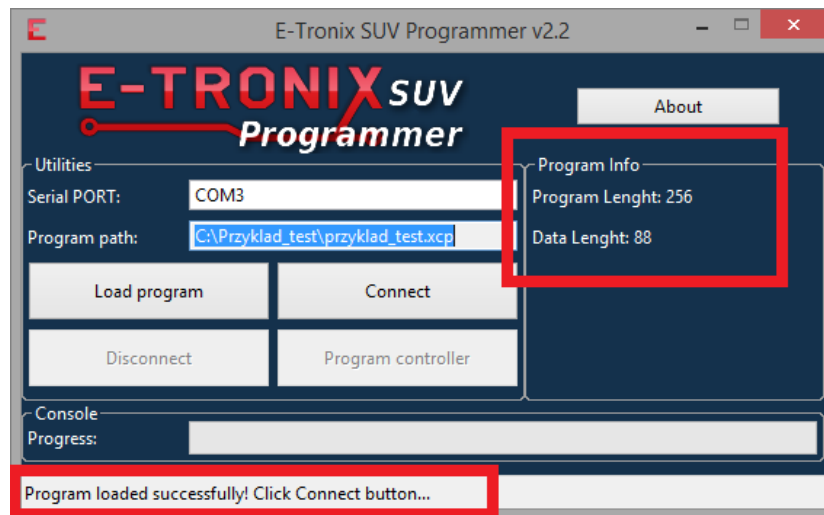 E-Tronix SUV Programmer v2.2
E-TRONIX SUV
Programmer
About
Utilities
Serial PORT: COM3
Program path: C:\Przyklad_test\przyklad_test.xcp
Load program Connect
Disconnect Program controller
Program Info
Program Lenght: 256
Data Lenght: 88
Console
Progress:
Program loaded successfully! Click Connect button...